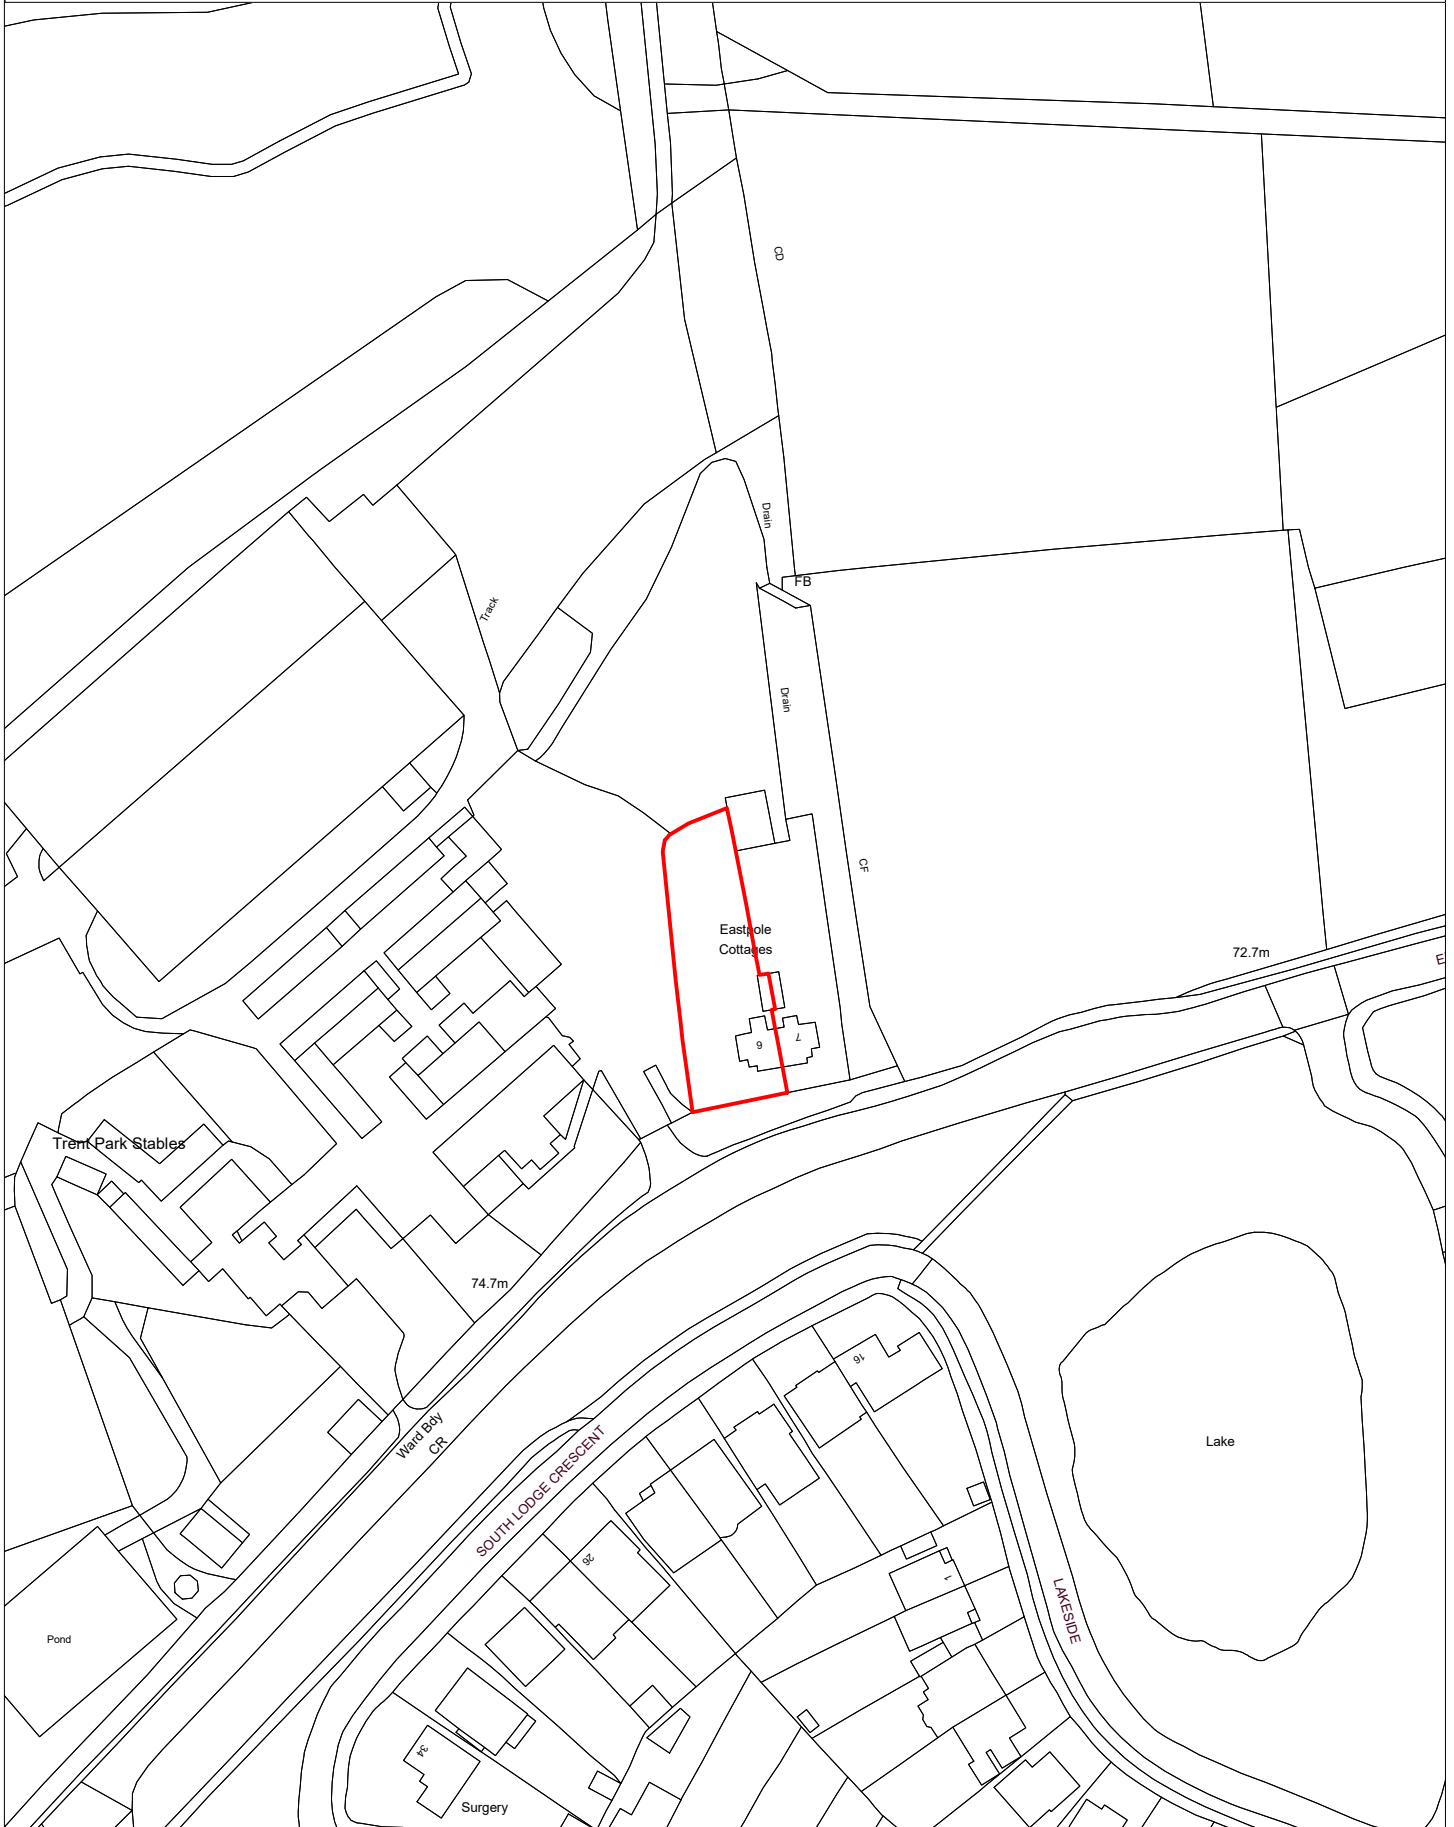 CD
Drain
FB
Track
Drain
CF
Eastpole
Cottages
72.7m
E
6
7
Trent Park Stables
74.7m
16
Ward Bdy
CR
SOUTH LODGE CRESCENT
Lake
26
1
LAKESIDE
Pond
34
Surgery